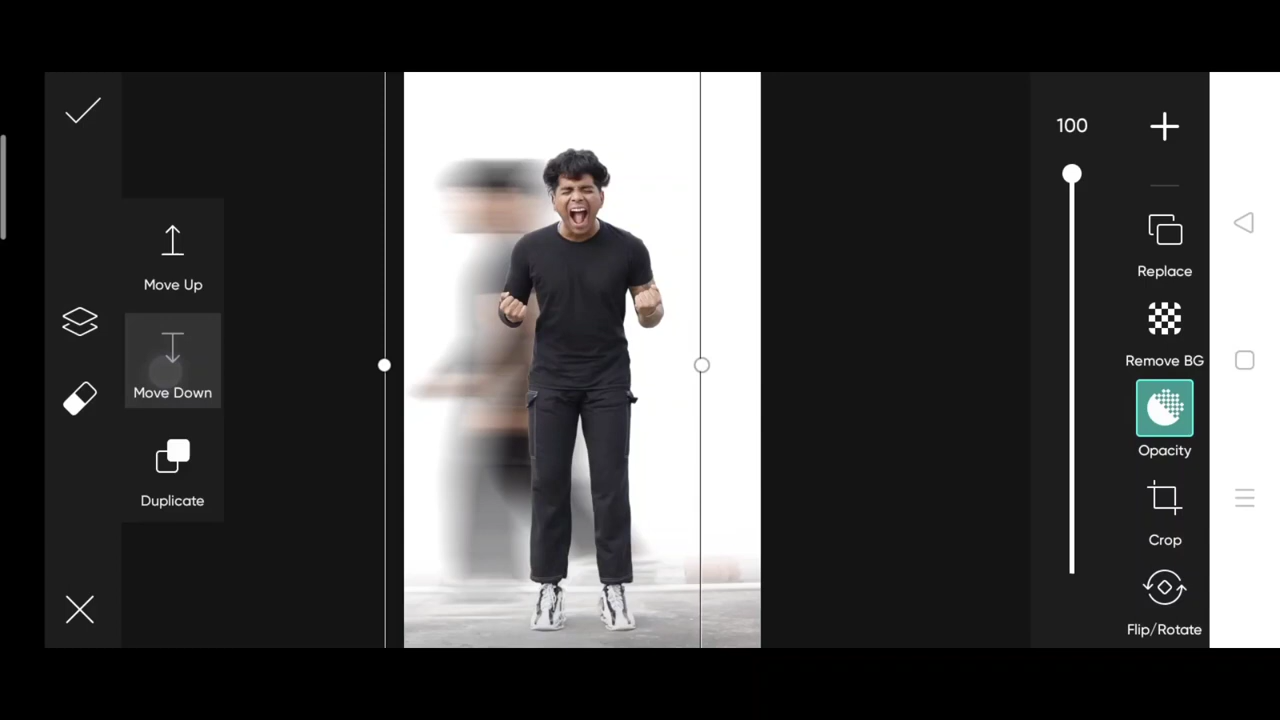 100
Move Up
Move Down
Duplicate
Replace
Remove BG
Opacity
Crop
Flip/Rotate